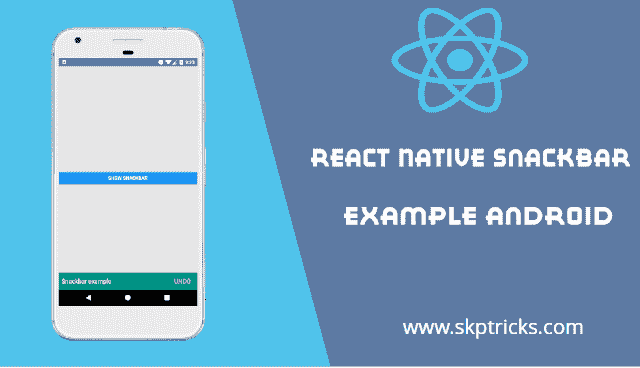 REACT NATIVE SNACKBAR
EXAMPLE ANDROID
www.skptricks.com
SHOW SNACKBAR
Snackbar example UNDO